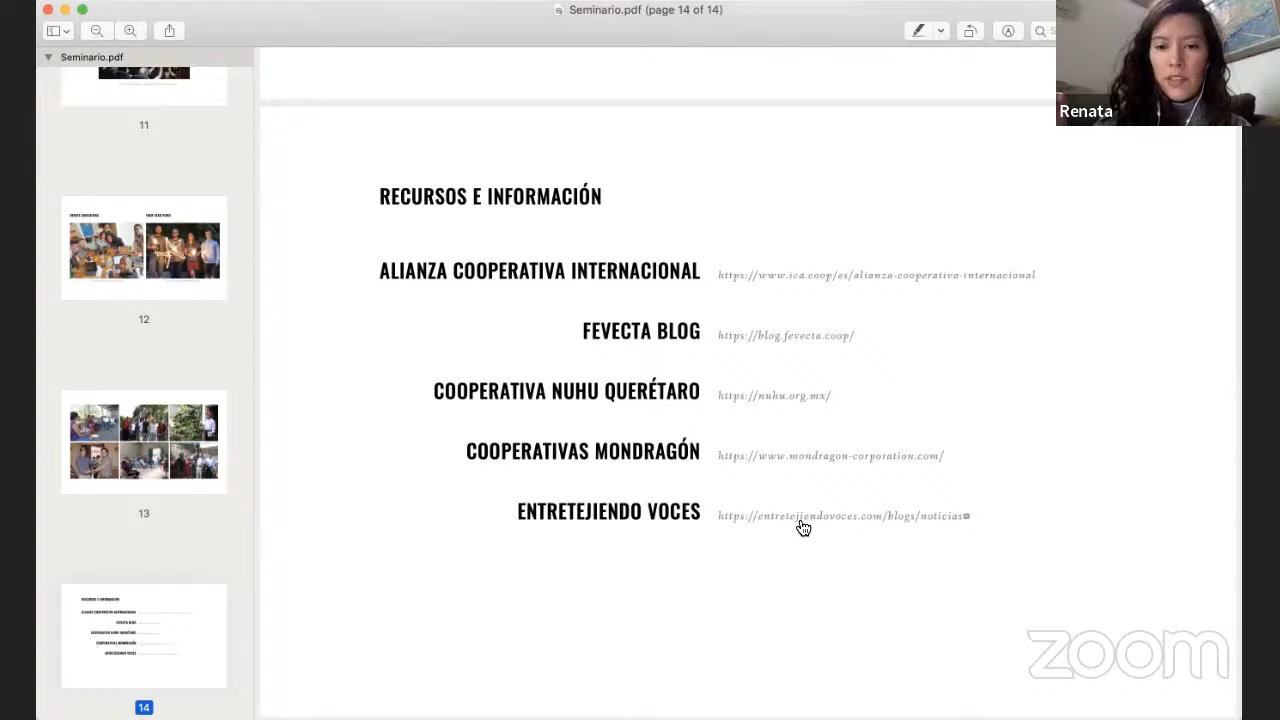 Seminario.pdf (page 14 of 14)
Seminario.pdf
Renata
11
12
13
14
RECURSOS E INFORMACIÓN
ALIANZA COOPERATIVA INTERNACIONAL https://www.ica.coop/es/alianza-cooperativa-internacional
FEVECTA BLOG https://blog.fevecta.coop/
COOPERATIVA NUHU QUERÉTARO https://nuhu.org.mx/
COOPERATIVAS MONDRAGÓN https://www.mondragon-corporation.com/
ENTRETEJIENDO VOCES https://entretejiendovoces.com/blogs/noticias
zoom